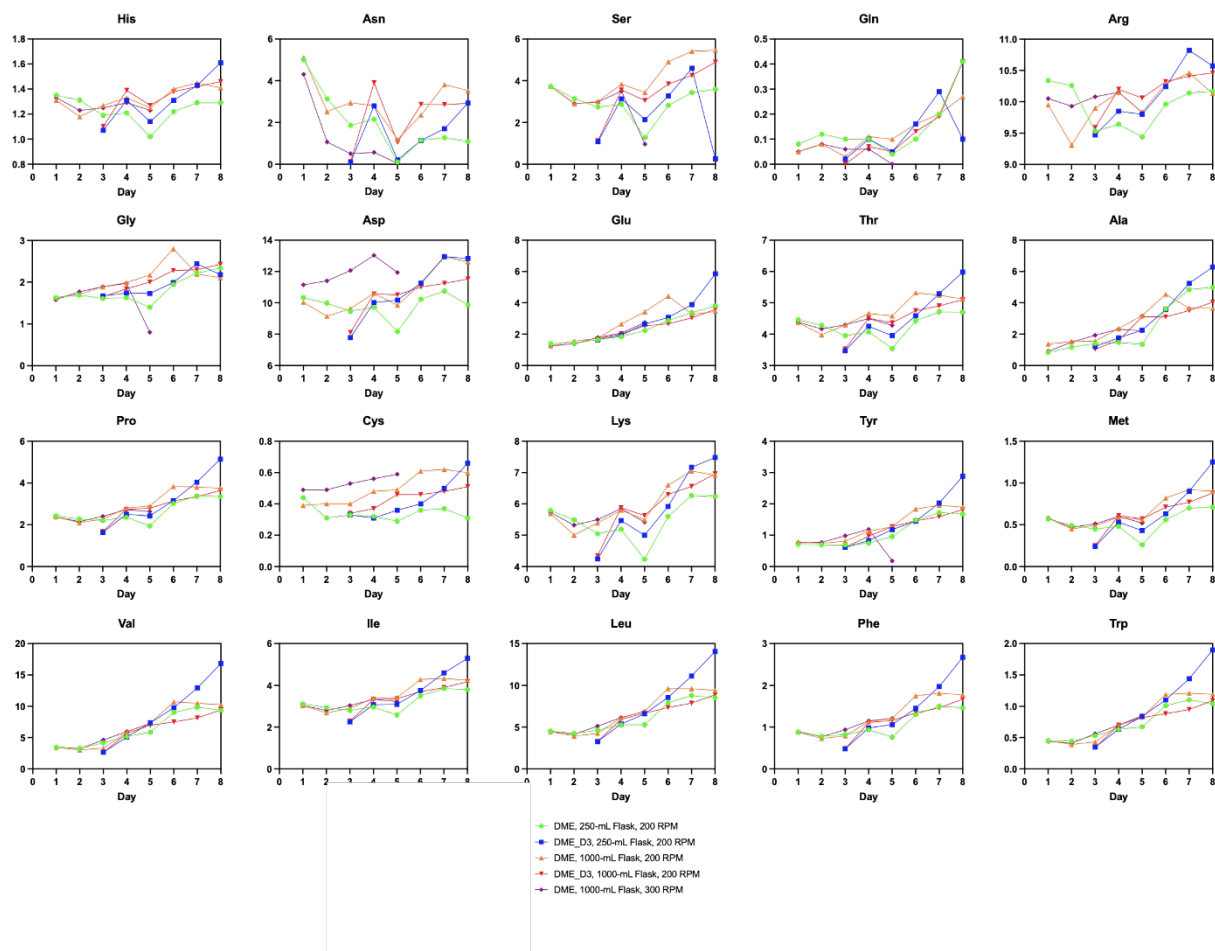 His Asn Ser Gln Arg
1.8 6 6 0.5 11.0
1.6 0.4 10.5
1.4 4 4 0.3 10.0
1.2 2 2 0.2 9.5
1.0 0.1
0.8 0 0 0.0 9.0
0 1 2 3 4 5 6 7 8 0 1 2 3 4 5 6 7 8 0 1 2 3 4 5 6 7 8 0 1 2 3 4 5 6 7 8 0 1 2 3 4 5 6 7 8
Day Day Day Day Day
Gly Asp Glu Thr Ala
3 14 8 7 8
12 6 6 6
2 10 4 5 4
1 8 2 4 2
0 6 0 3 0
0 1 2 3 4 5 6 7 8 0 1 2 3 4 5 6 7 8 0 1 2 3 4 5 6 7 8 0 1 2 3 4 5 6 7 8 0 1 2 3 4 5 6 7 8
Day Day Day Day Day
Pro Cys Lys Tyr Met
6 0.8 8 4 1.5
4 0.6 7 3 1.0
0.4 6 2
2 0.2 5 1 0.5
0 0.0 4 0 0.0
0 1 2 3 4 5 6 7 8 0 1 2 3 4 5 6 7 8 0 1 2 3 4 5 6 7 8 0 1 2 3 4 5 6 7 8 0 1 2 3 4 5 6 7 8
Day Day Day Day Day
Val Ile Leu Phe Trp
20 6 15 3 2.0
15 4 10 2 1.5
10 1.0
5 2 5 1 0.5
0 0 0 0 0.0
0 1 2 3 4 5 6 7 8 0 1 2 3 4 5 6 7 8 0 1 2 3 4 5 6 7 8 0 1 2 3 4 5 6 7 8 0 1 2 3 4 5 6 7 8
Day Day Day Day Day
DME, 250-mL Flask, 200 RPM
DME_D3, 250-mL Flask, 200 RPM
DME, 1000-mL Flask, 200 RPM
DME_D3, 1000-mL Flask, 200 RPM
DME, 1000-mL Flask, 300 RPM